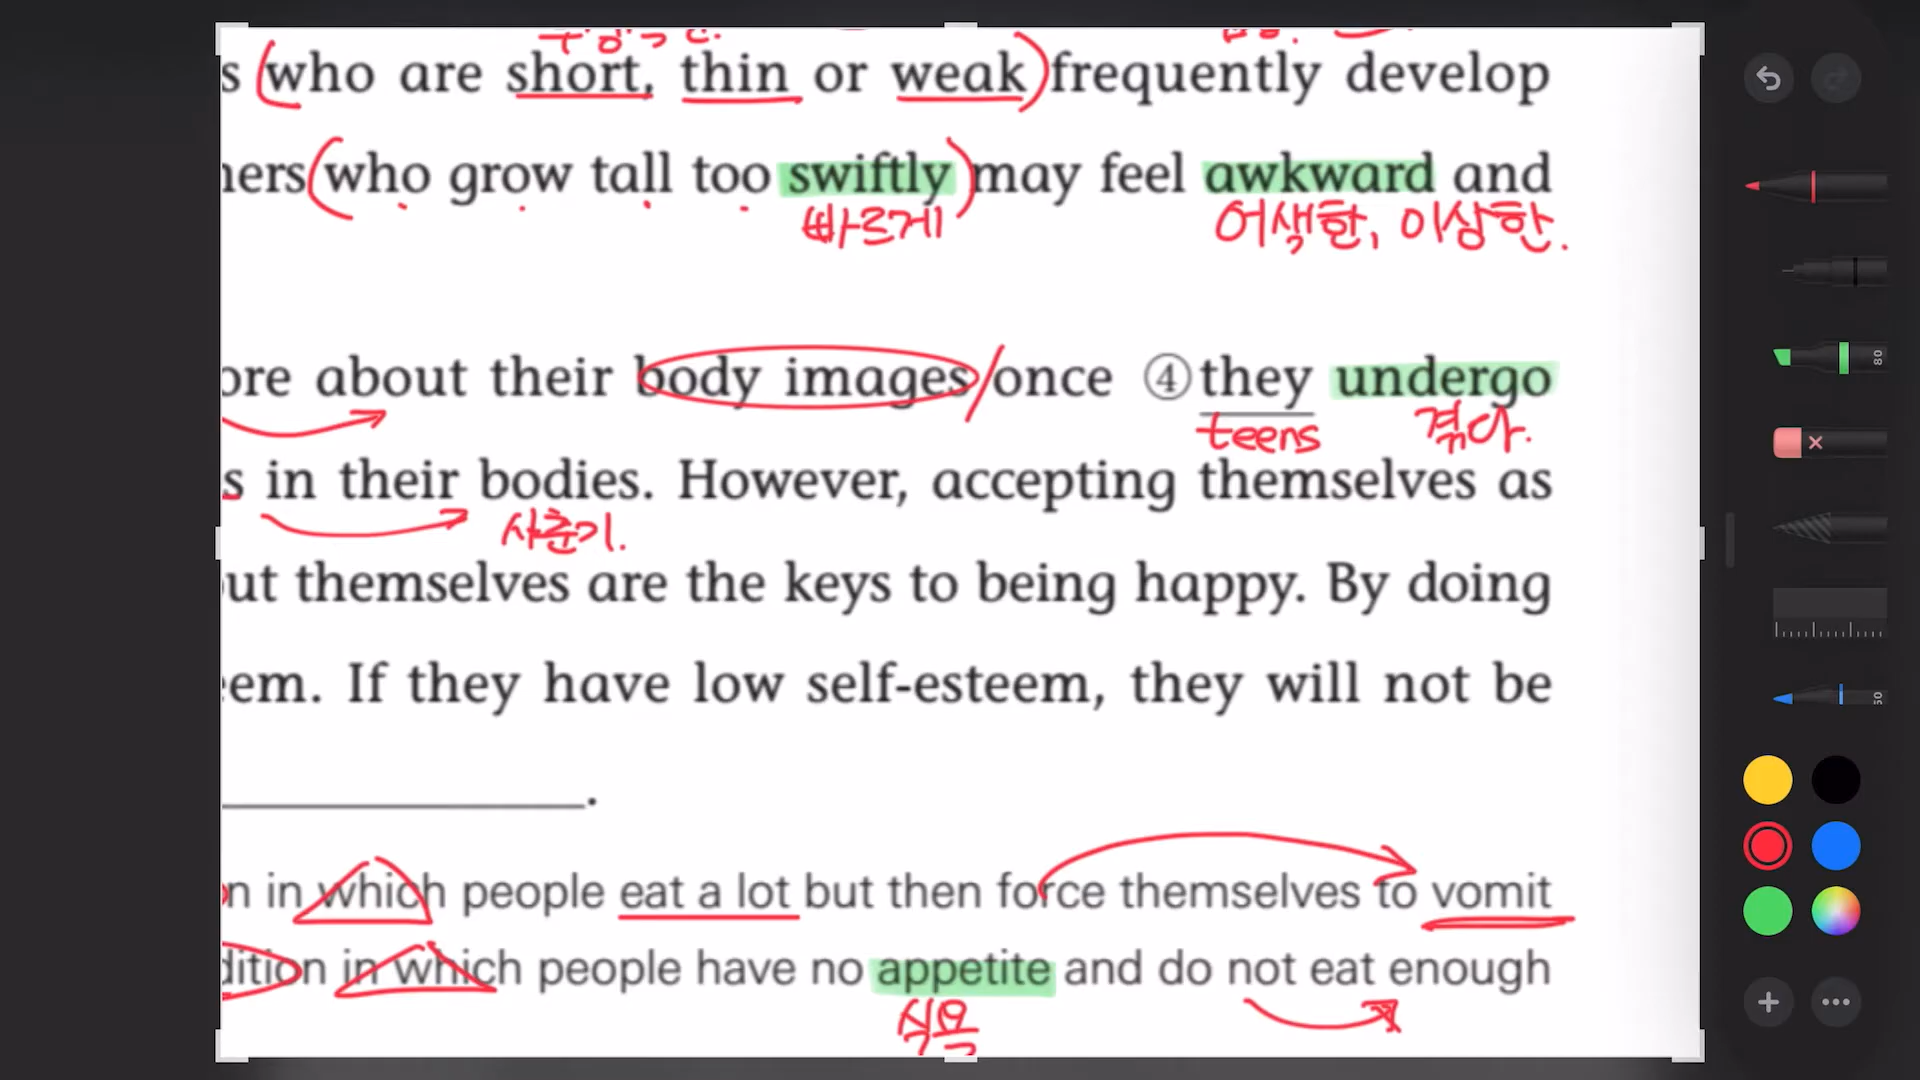 s (who are short, thin or weak) frequently develop
(who grow tall too swiftly) may feel awkward and
빠르게 어색한, 이상한.
about their body images / once ④ they undergo
teens 겪다.
s in their bodies. However, accepting themselves as
사춘기.
themselves are the keys to being happy. By doing
em. If they have low self-esteem, they will not be
.
n in which people eat a lot but then force themselves to vomit
dition in which people have no appetite and do not eat enough
식욕
80
50